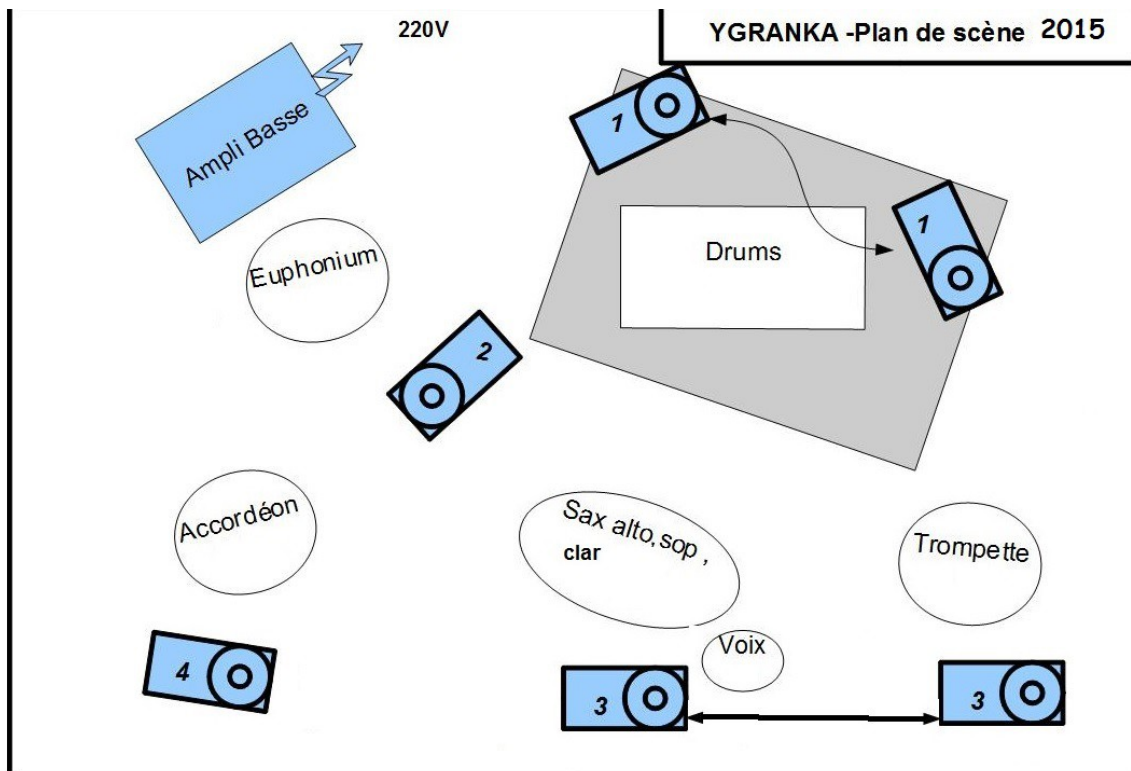 220V
YGRANKA -Plan de scène 2015
Ampli Basse
1
1
Drums
Euphonium
2
Accordéon
Sax alto, sop ,
clar
Trompette
Voix
4
3
3